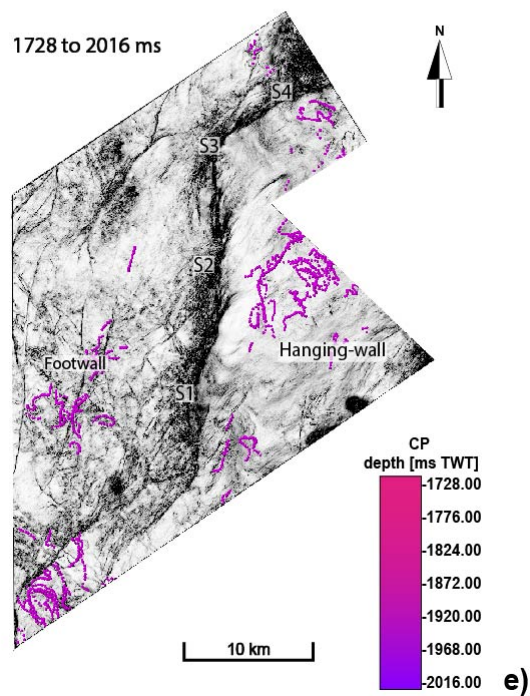 1728 to 2016 ms
N
S4
S3
S2
Hanging-wall
Footwall
S1
CP
depth [ms TWT]
-1728.00
-1776.00
-1824.00
-1872.00
-1920.00
-1968.00
-2016.00
10 km
e)